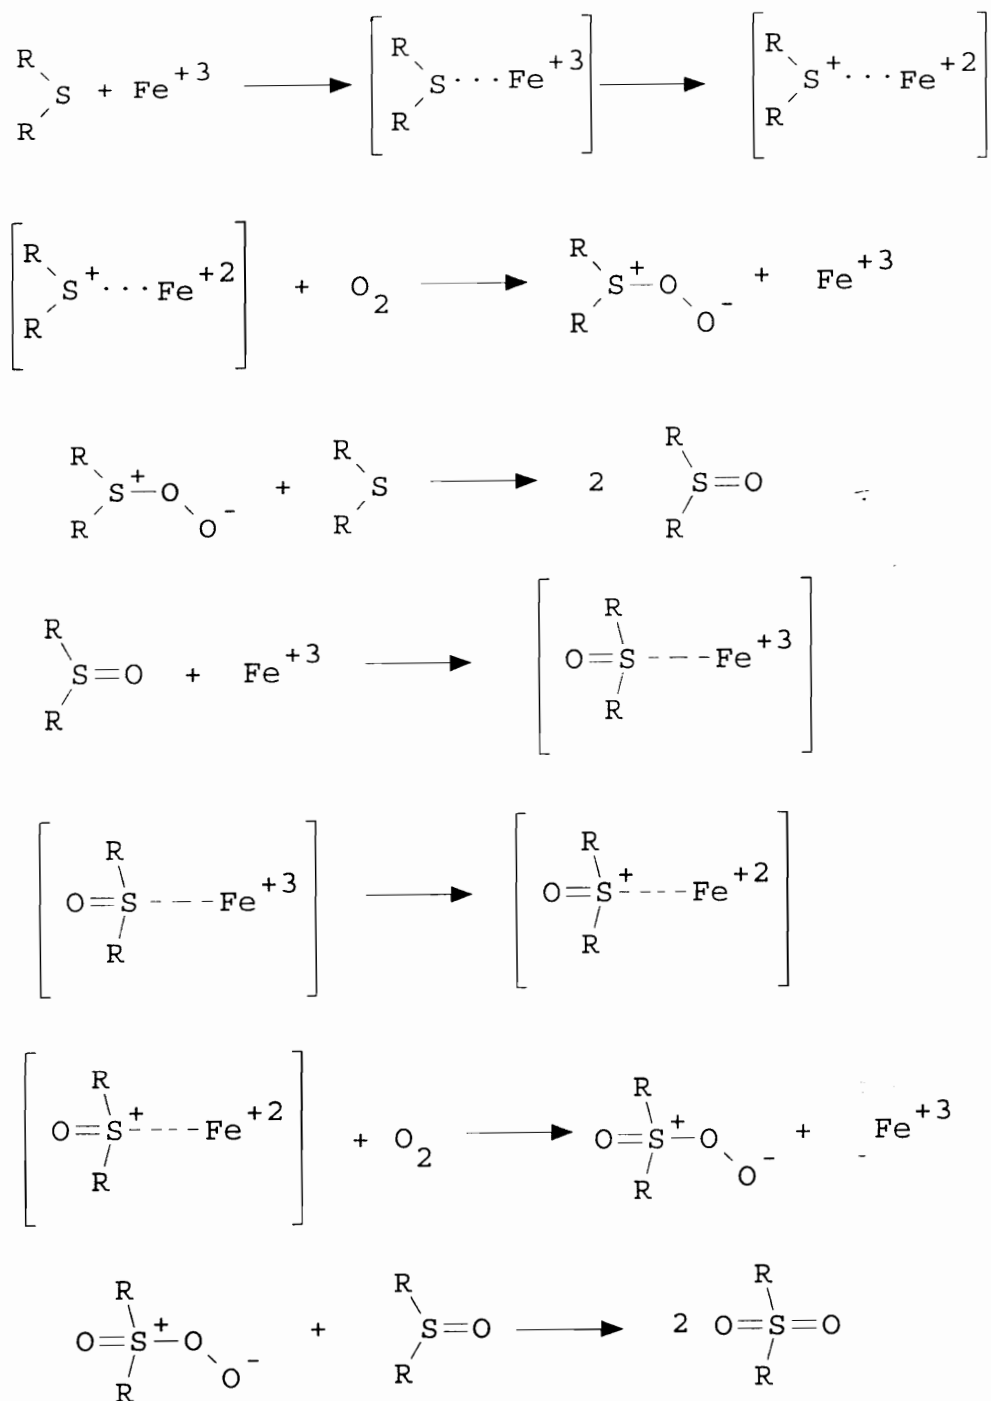 R R S + Fe +3 → [ R R S ··· Fe +3 ] → [ R R S + ··· Fe +2 ]
[ R R S + ··· Fe +2 ] + O2 → R R S + — O O - + Fe +3
R R S + — O O - + R R S → 2 R R S = O
R R S = O + Fe +3 → [ R O = S --- Fe +3 R ]
[ R O = S --- Fe +3 R ] → [ R O = S + --- Fe +2 R ]
[ R O = S + --- Fe +2 R ] + O2 → R O = S + — O O - R + Fe +3
R O = S + — O O - R + R R S = O → 2 R O = S = O R